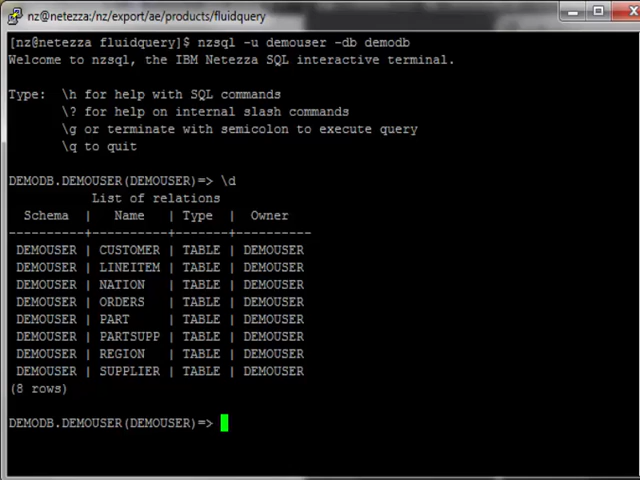 nz@netezza:/nz/export/ae/products/fluidquery
[nz@netezza fluidquery]$ nzsql -u demouser -db demodb
Welcome to nzsql, the IBM Netezza SQL interactive terminal.
Type:  \h for help with SQL commands
       \? for help on internal slash commands
       \g or terminate with semicolon to execute query
       \q to quit
DEMODB.DEMOUSER(DEMOUSER)=> \d
           List of relations
  Schema  |   Name   | Type  |  Owner
----------+----------+-------+----------
 DEMOUSER | CUSTOMER | TABLE | DEMOUSER
 DEMOUSER | LINEITEM | TABLE | DEMOUSER
 DEMOUSER | NATION   | TABLE | DEMOUSER
 DEMOUSER | ORDERS   | TABLE | DEMOUSER
 DEMOUSER | PART     | TABLE | DEMOUSER
 DEMOUSER | PARTSUPP | TABLE | DEMOUSER
 DEMOUSER | REGION   | TABLE | DEMOUSER
 DEMOUSER | SUPPLIER | TABLE | DEMOUSER
(8 rows)
DEMODB.DEMOUSER(DEMOUSER)=>